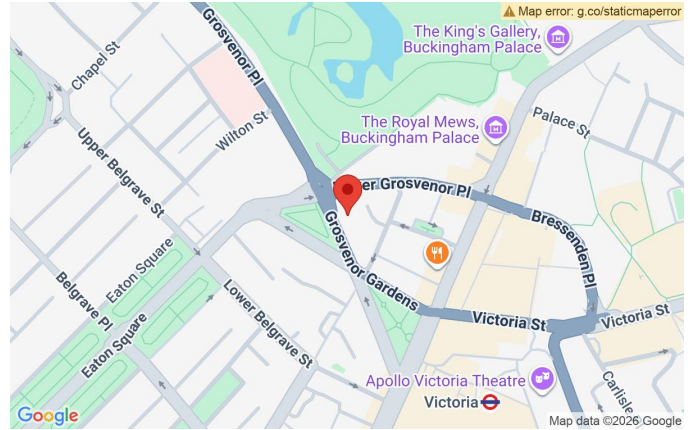 Map error: g.co/staticmaperror
The King's Gallery,
Buckingham Palace
Grosvenor Pl
Chapel St
Palace St
The Royal Mews,
Buckingham Palace
Wilton St
Upper Belgrave St
Grosvenor Pl
Bressenden Pl
Grosvenor Gardens
Eaton Square
Belgrave Pl
Lower Belgrave St
Victoria St
Victoria St
Eaton Square
Apollo Victoria Theatre
Carlisle
Victoria
Google
Map data ©2026 Google